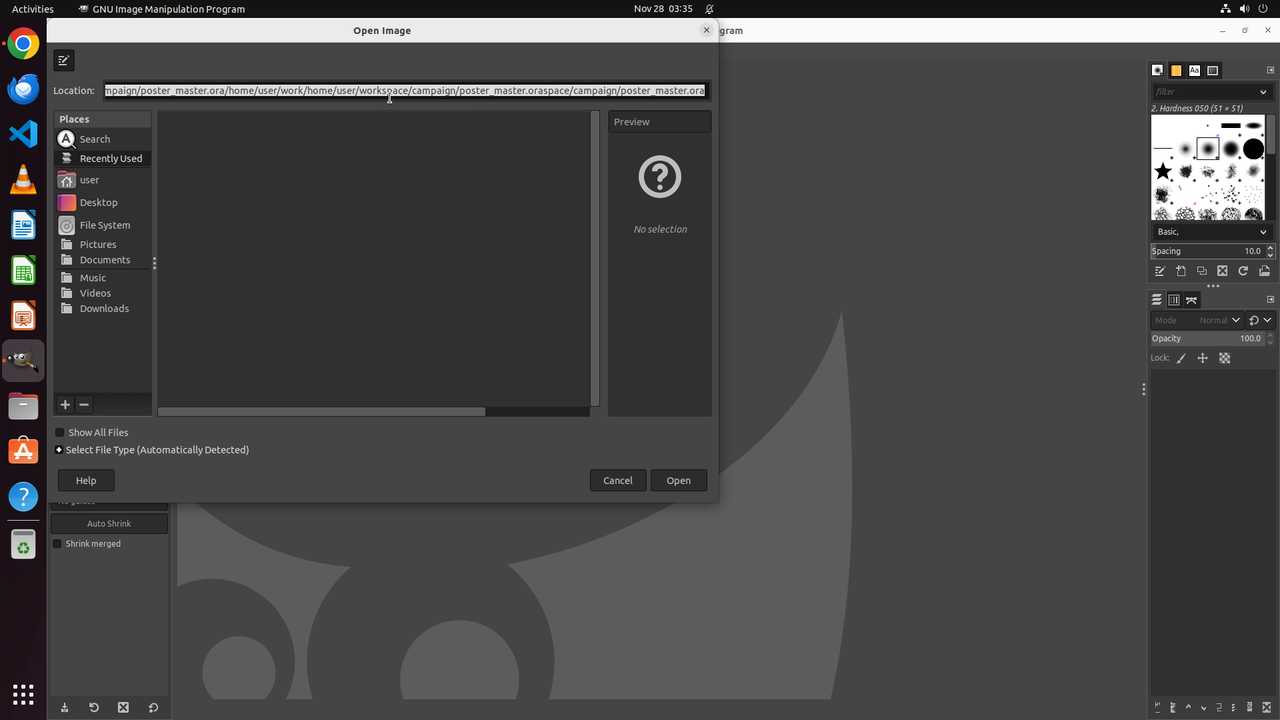 Activities
GNU Image Manipulation Program
Nov 28 03:35
Open Image
gram
Location:
mpaign/poster_master.ora/home/user/work/home/user/workspace/campaign/poster_master.oraspace/campaign/poster_master.ora
Places
Search
Recently Used
user
Desktop
File System
Pictures
Documents
Music
Videos
Downloads
Preview
No selection
Show All Files
Select File Type (Automatically Detected)
Help
Cancel
Open
Auto Shrink
Shrink merged
filter
2. Hardness 050 (51 × 51)
Basic,
Spacing
10.0
Mode
Normal
Opacity
100.0
Lock: